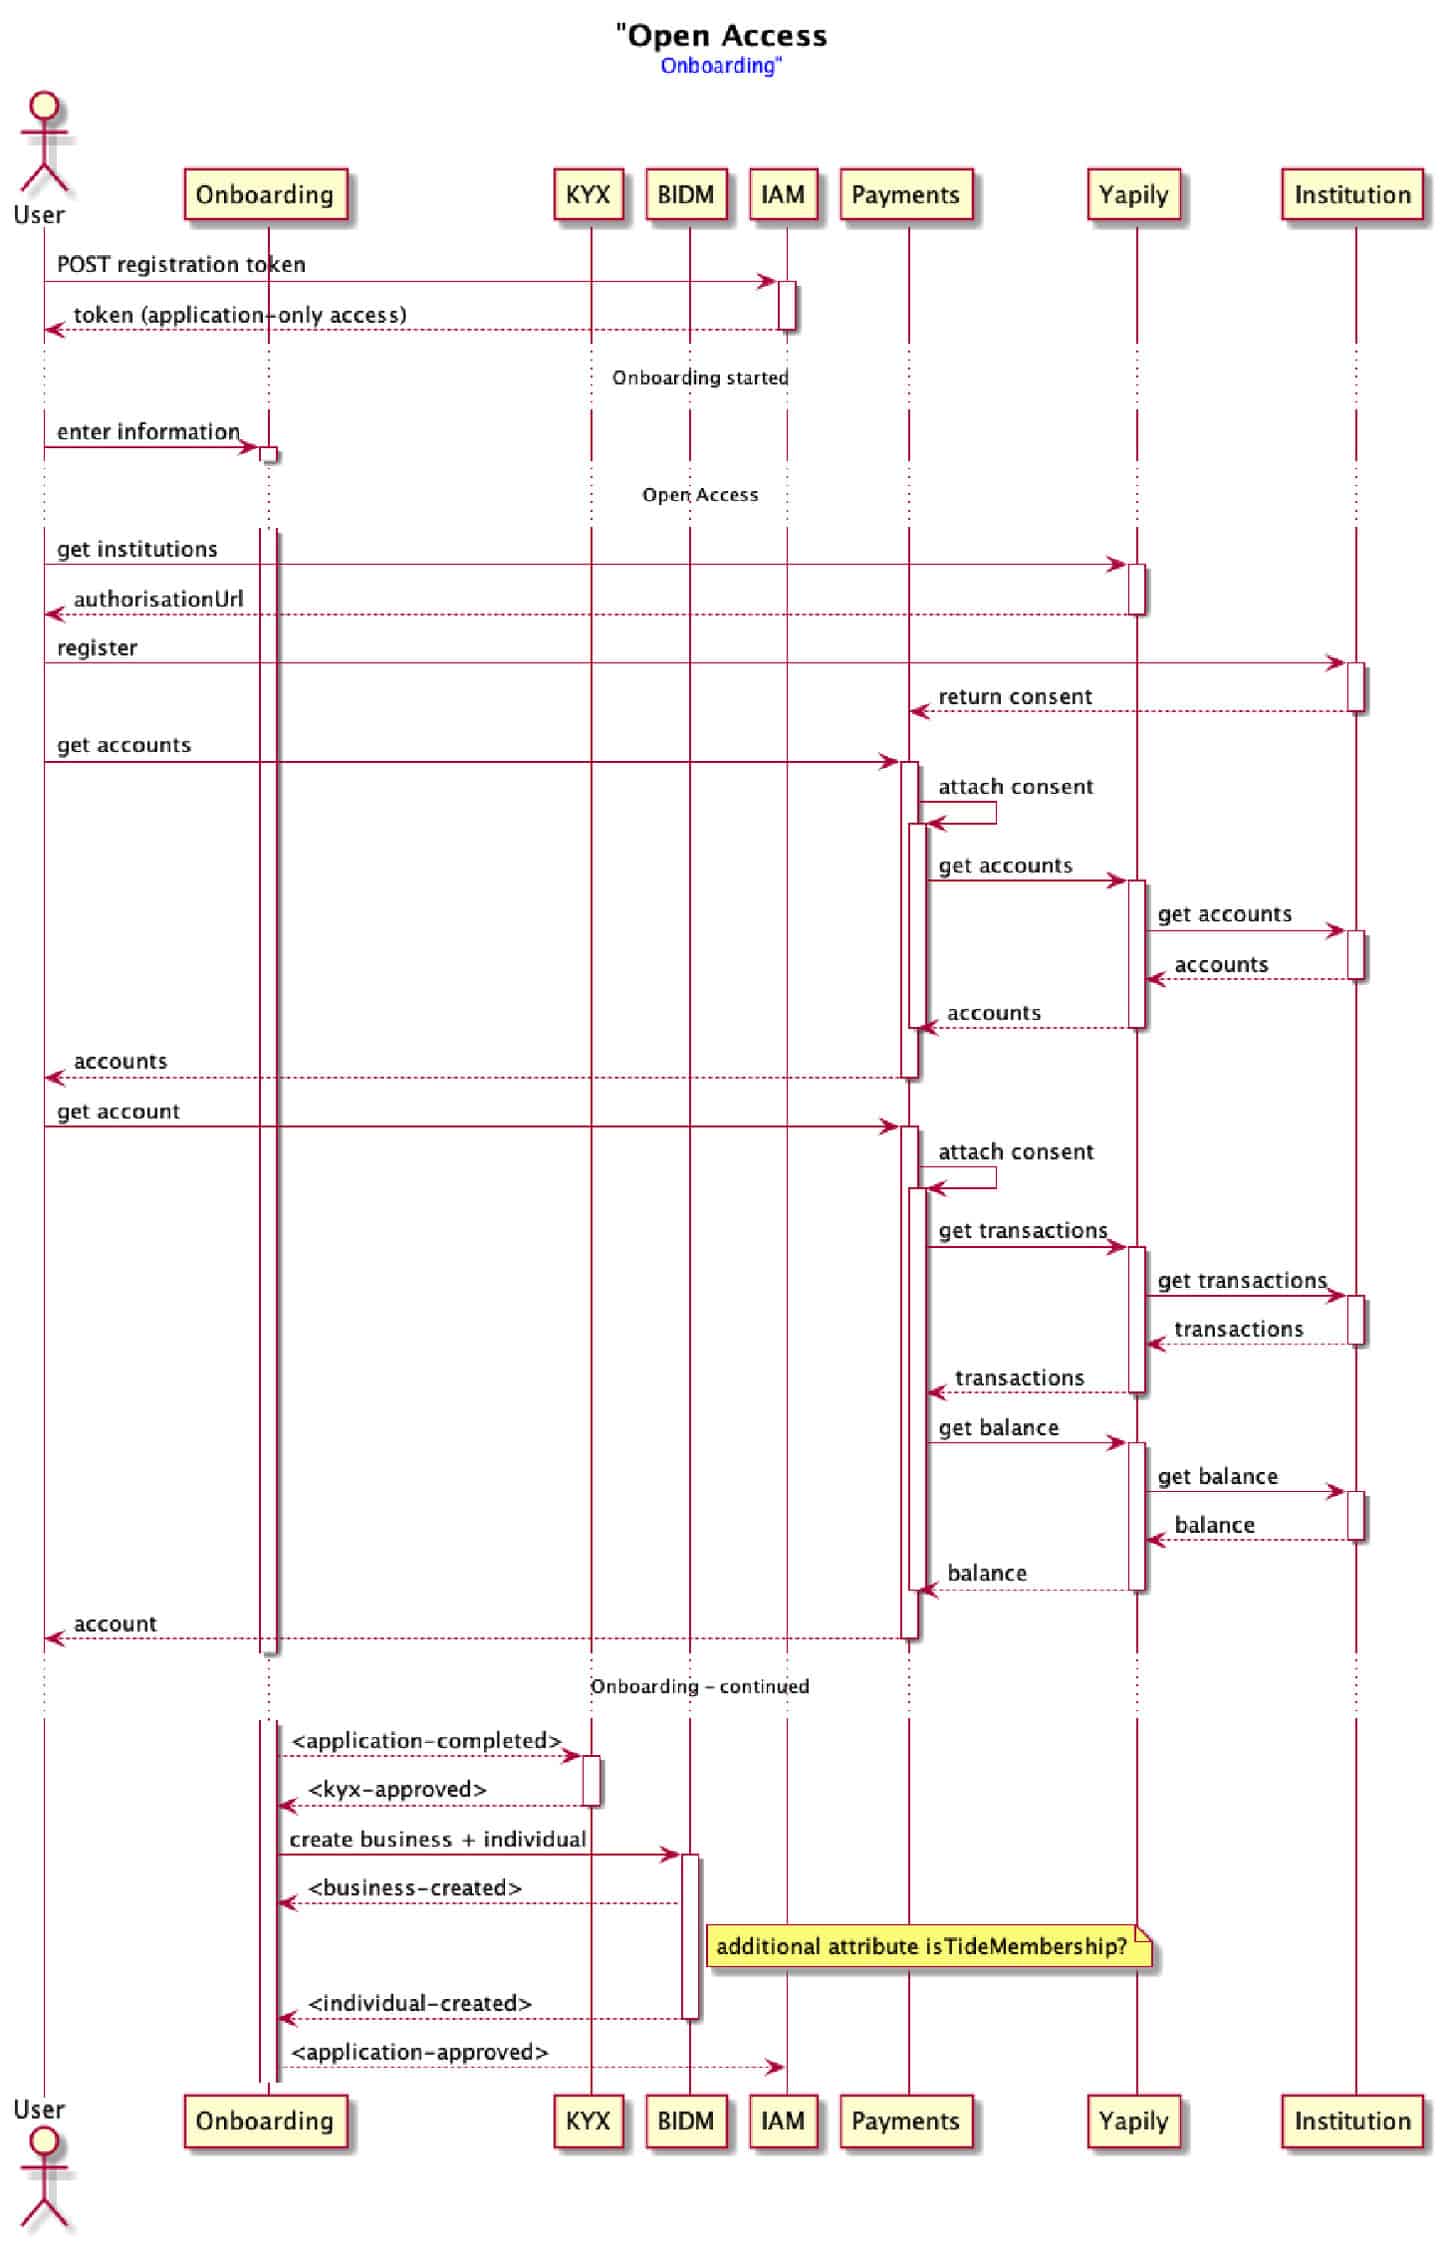 "Open Access
Onboarding"
User
Onboarding
KYX
BIDM
IAM
Payments
Yapily
Institution
POST registration token
token (application-only access)
Onboarding started
enter information
Open Access
get institutions
authorisationUrl
register
return consent
get accounts
attach consent
get accounts
get accounts
accounts
accounts
accounts
get account
attach consent
get transactions
get transactions
transactions
transactions
get balance
get balance
balance
balance
account
Onboarding - continued
<application-completed>
<kyx-approved>
create business + individual
<business-created>
additional attribute isTideMembership?
<individual-created>
<application-approved>
User
Onboarding
KYX
BIDM
IAM
Payments
Yapily
Institution